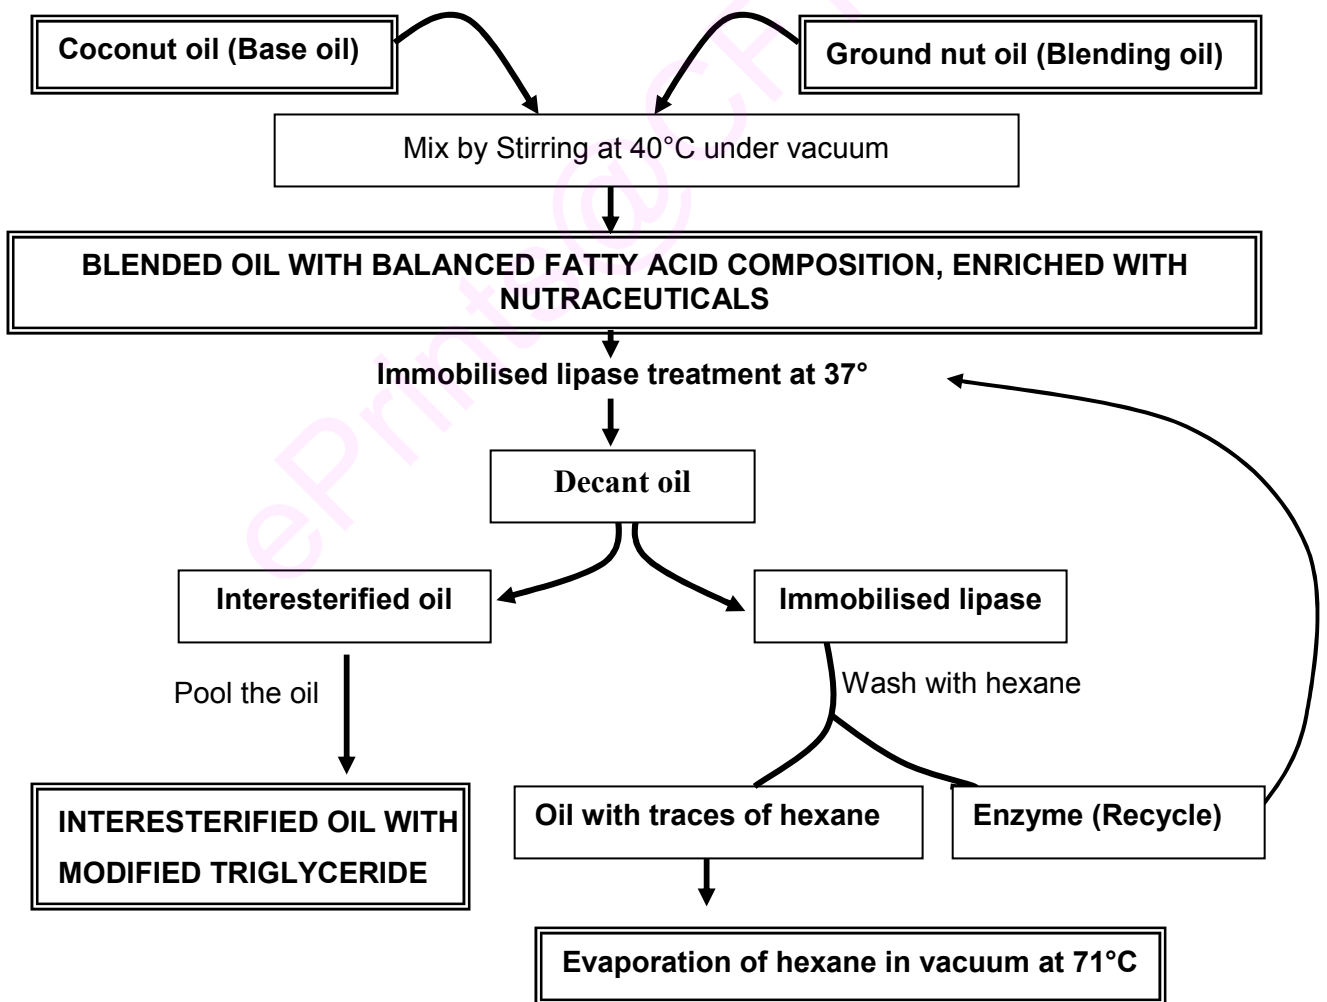 Coconut oil (Base oil)
Ground nut oil (Blending oil)
Mix by Stirring at 40°C under vacuum
BLENDED OIL WITH BALANCED FATTY ACID COMPOSITION, ENRICHED WITH
NUTRACEUTICALS
Immobilised lipase treatment at 37°
Decant oil
Interesterified oil
Immobilised lipase
Pool the oil
Wash with hexane
INTERESTERIFIED OIL WITH
MODIFIED TRIGLYCERIDE
Oil with traces of hexane
Enzyme (Recycle)
Evaporation of hexane in vacuum at 71°C
ePrints@CF